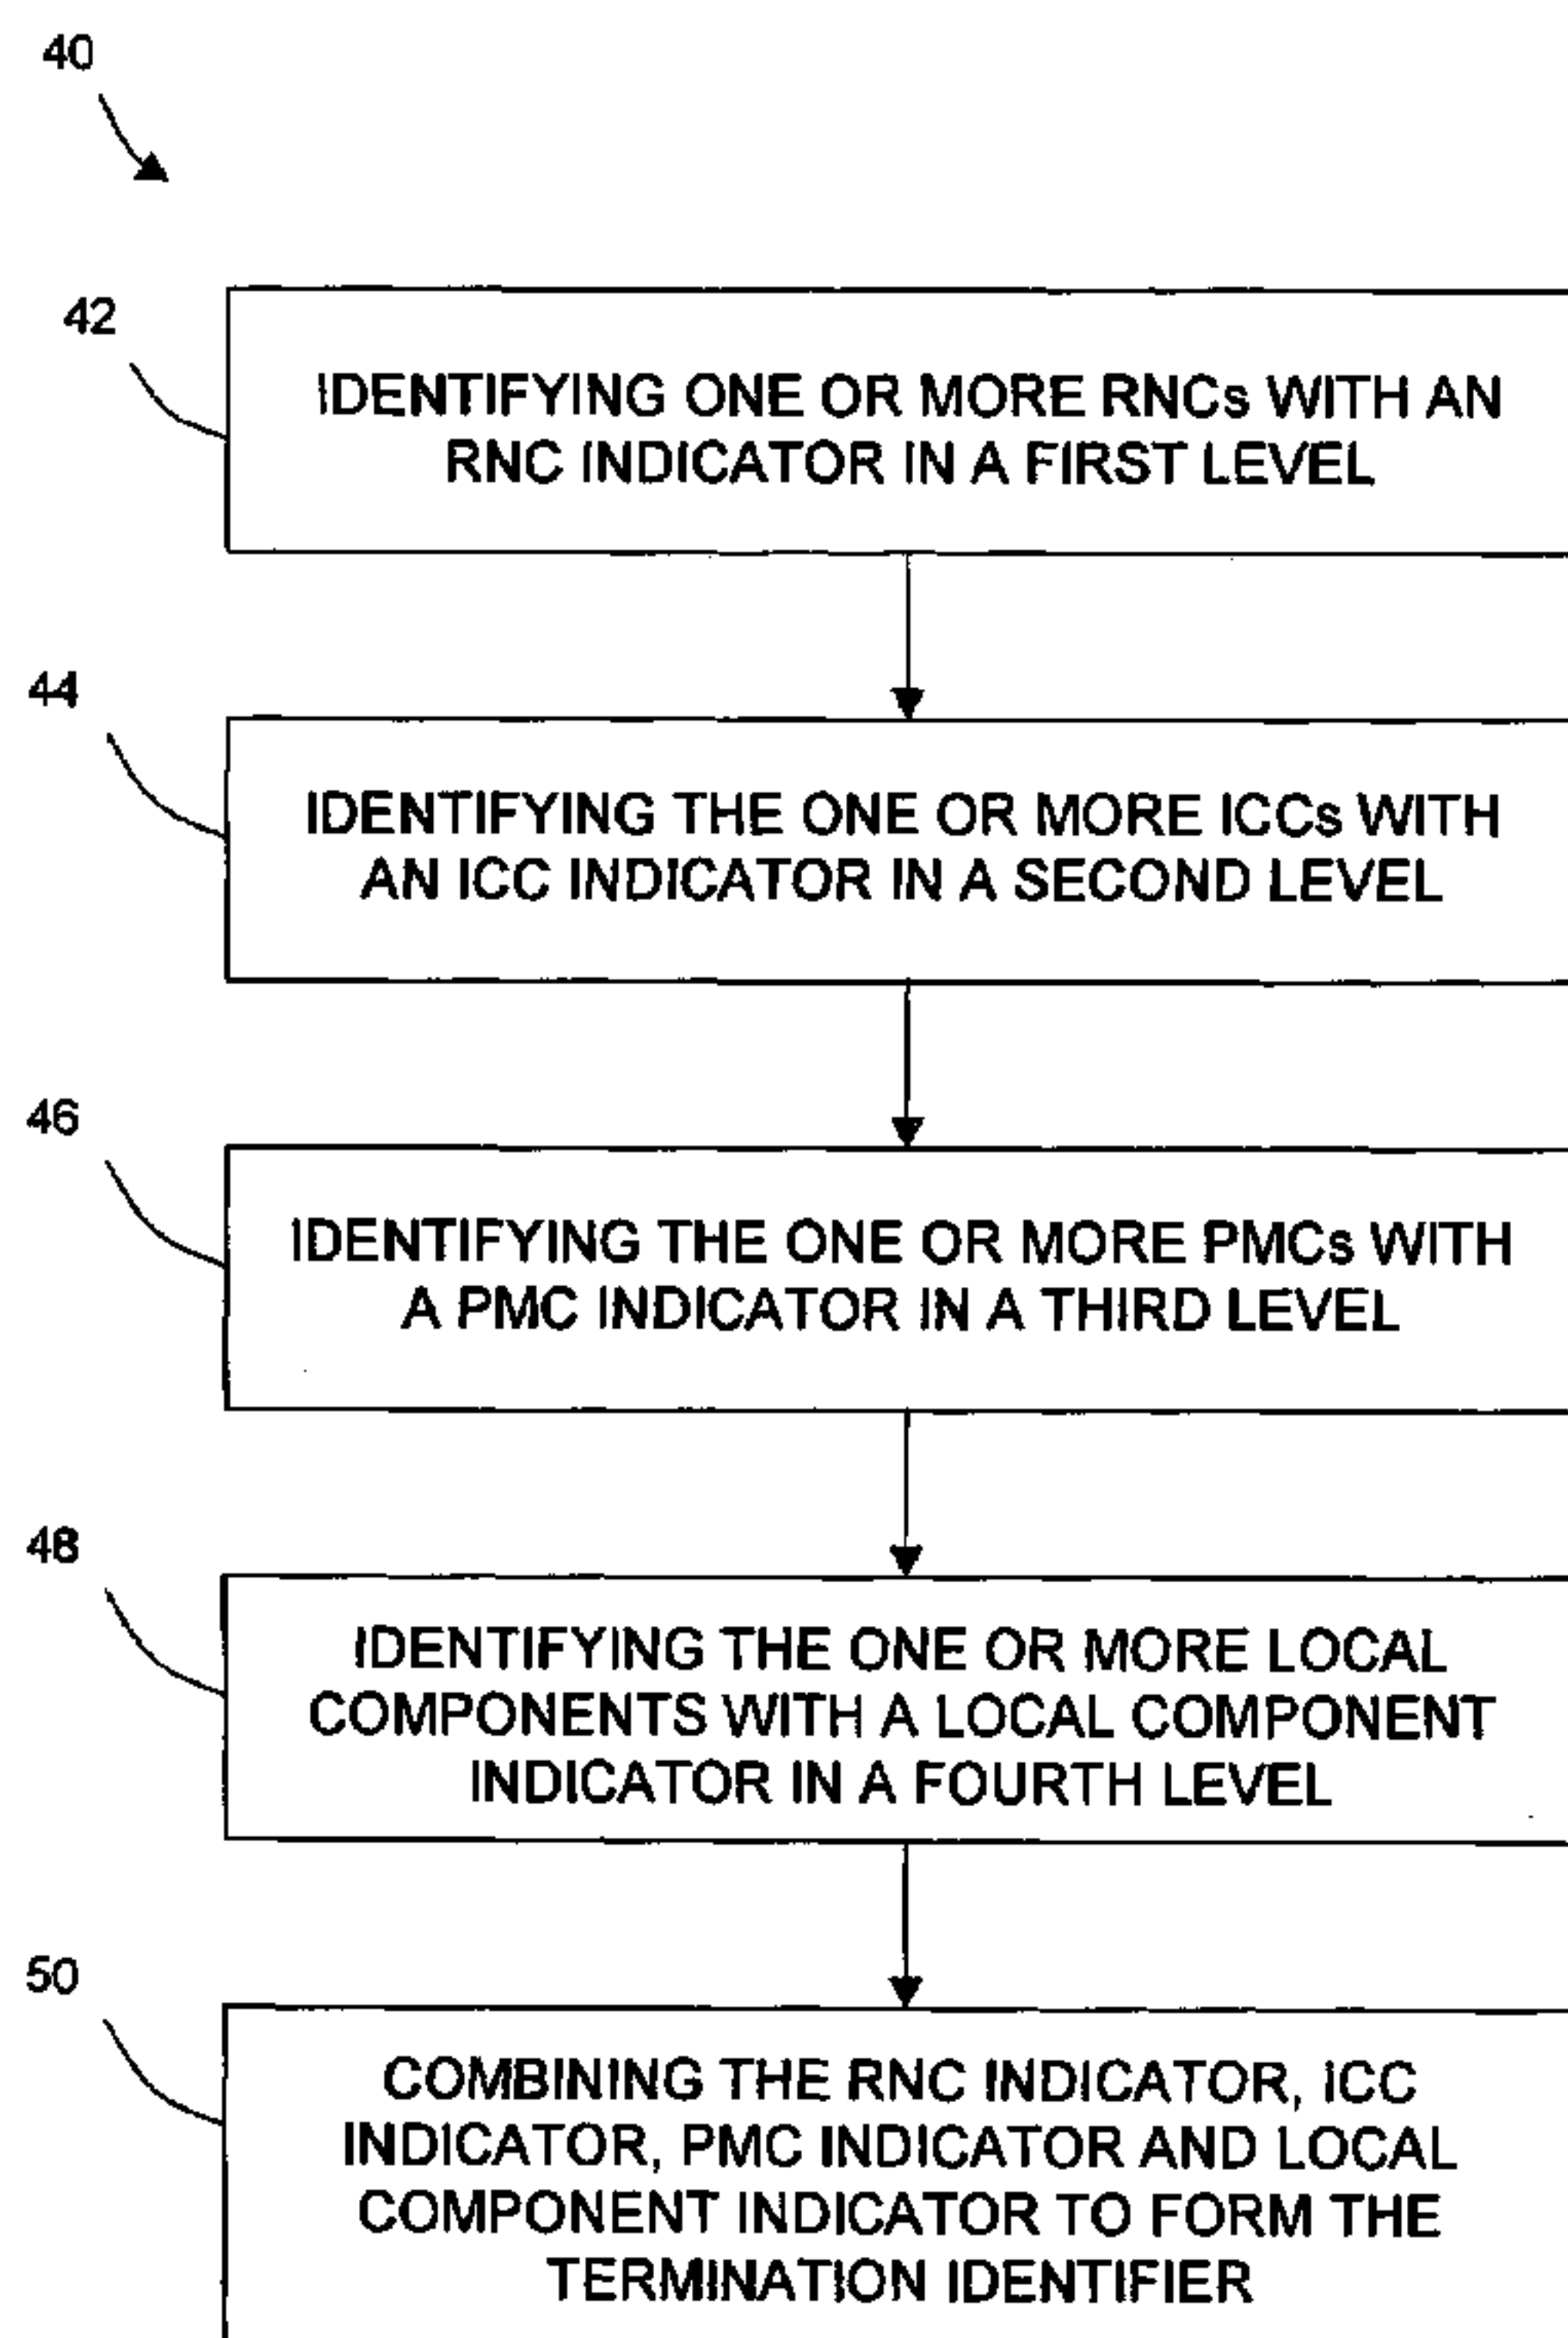 40
42
IDENTIFYING ONE OR MORE RNCs WITH AN
RNC INDICATOR IN A FIRST LEVEL
44
IDENTIFYING THE ONE OR MORE ICCs WITH
AN ICC INDICATOR IN A SECOND LEVEL
46
IDENTIFYING THE ONE OR MORE PMCs WITH
A PMC INDICATOR IN A THIRD LEVEL
48
IDENTIFYING THE ONE OR MORE LOCAL
COMPONENTS WITH A LOCAL COMPONENT
INDICATOR IN A FOURTH LEVEL
50
COMBINING THE RNC INDICATOR, ICC
INDICATOR, PMC INDICATOR AND LOCAL
COMPONENT INDICATOR TO FORM THE
TERMINATION IDENTIFIER